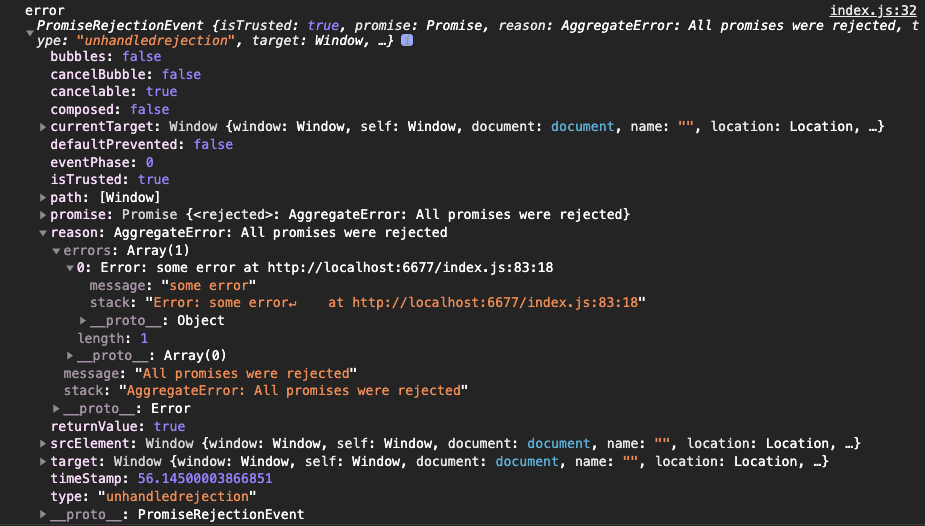 error index.js:32
PromiseRejectionEvent {isTrusted: true, promise: Promise, reason: AggregateError: All promises were rejected, t
ype: "unhandledrejection", target: Window, …}
bubbles: false
cancelBubble: false
cancelable: true
composed: false
currentTarget: Window {window: Window, self: Window, document: document, name: "", location: Location, …}
defaultPrevented: false
eventPhase: 0
isTrusted: true
path: [Window]
promise: Promise {<rejected>: AggregateError: All promises were rejected}
reason: AggregateError: All promises were rejected
errors: Array(1)
0: Error: some error at http://localhost:6677/index.js:83:18
message: "some error"
stack: "Error: some error↵    at http://localhost:6677/index.js:83:18"
__proto__: Object
length: 1
__proto__: Array(0)
message: "All promises were rejected"
stack: "AggregateError: All promises were rejected"
__proto__: Error
returnValue: true
srcElement: Window {window: Window, self: Window, document: document, name: "", location: Location, …}
target: Window {window: Window, self: Window, document: document, name: "", location: Location, …}
timeStamp: 56.14500003866851
type: "unhandledrejection"
__proto__: PromiseRejectionEvent